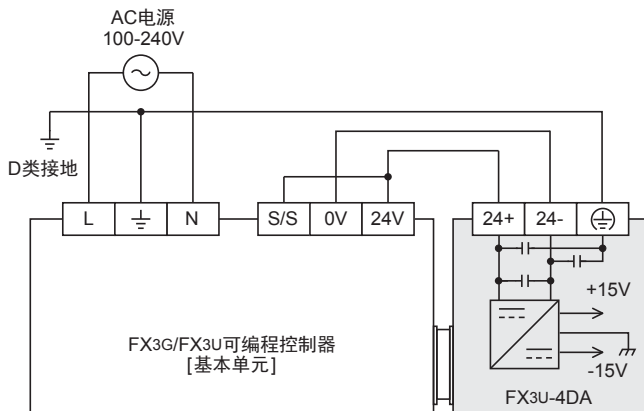 AC电源
100-240V
D类接地
L
N
S/S
0V
24V
24+
24-
+15V
-15V
FX3G/FX3U可编程控制器
[基本单元]
FX3U-4DA